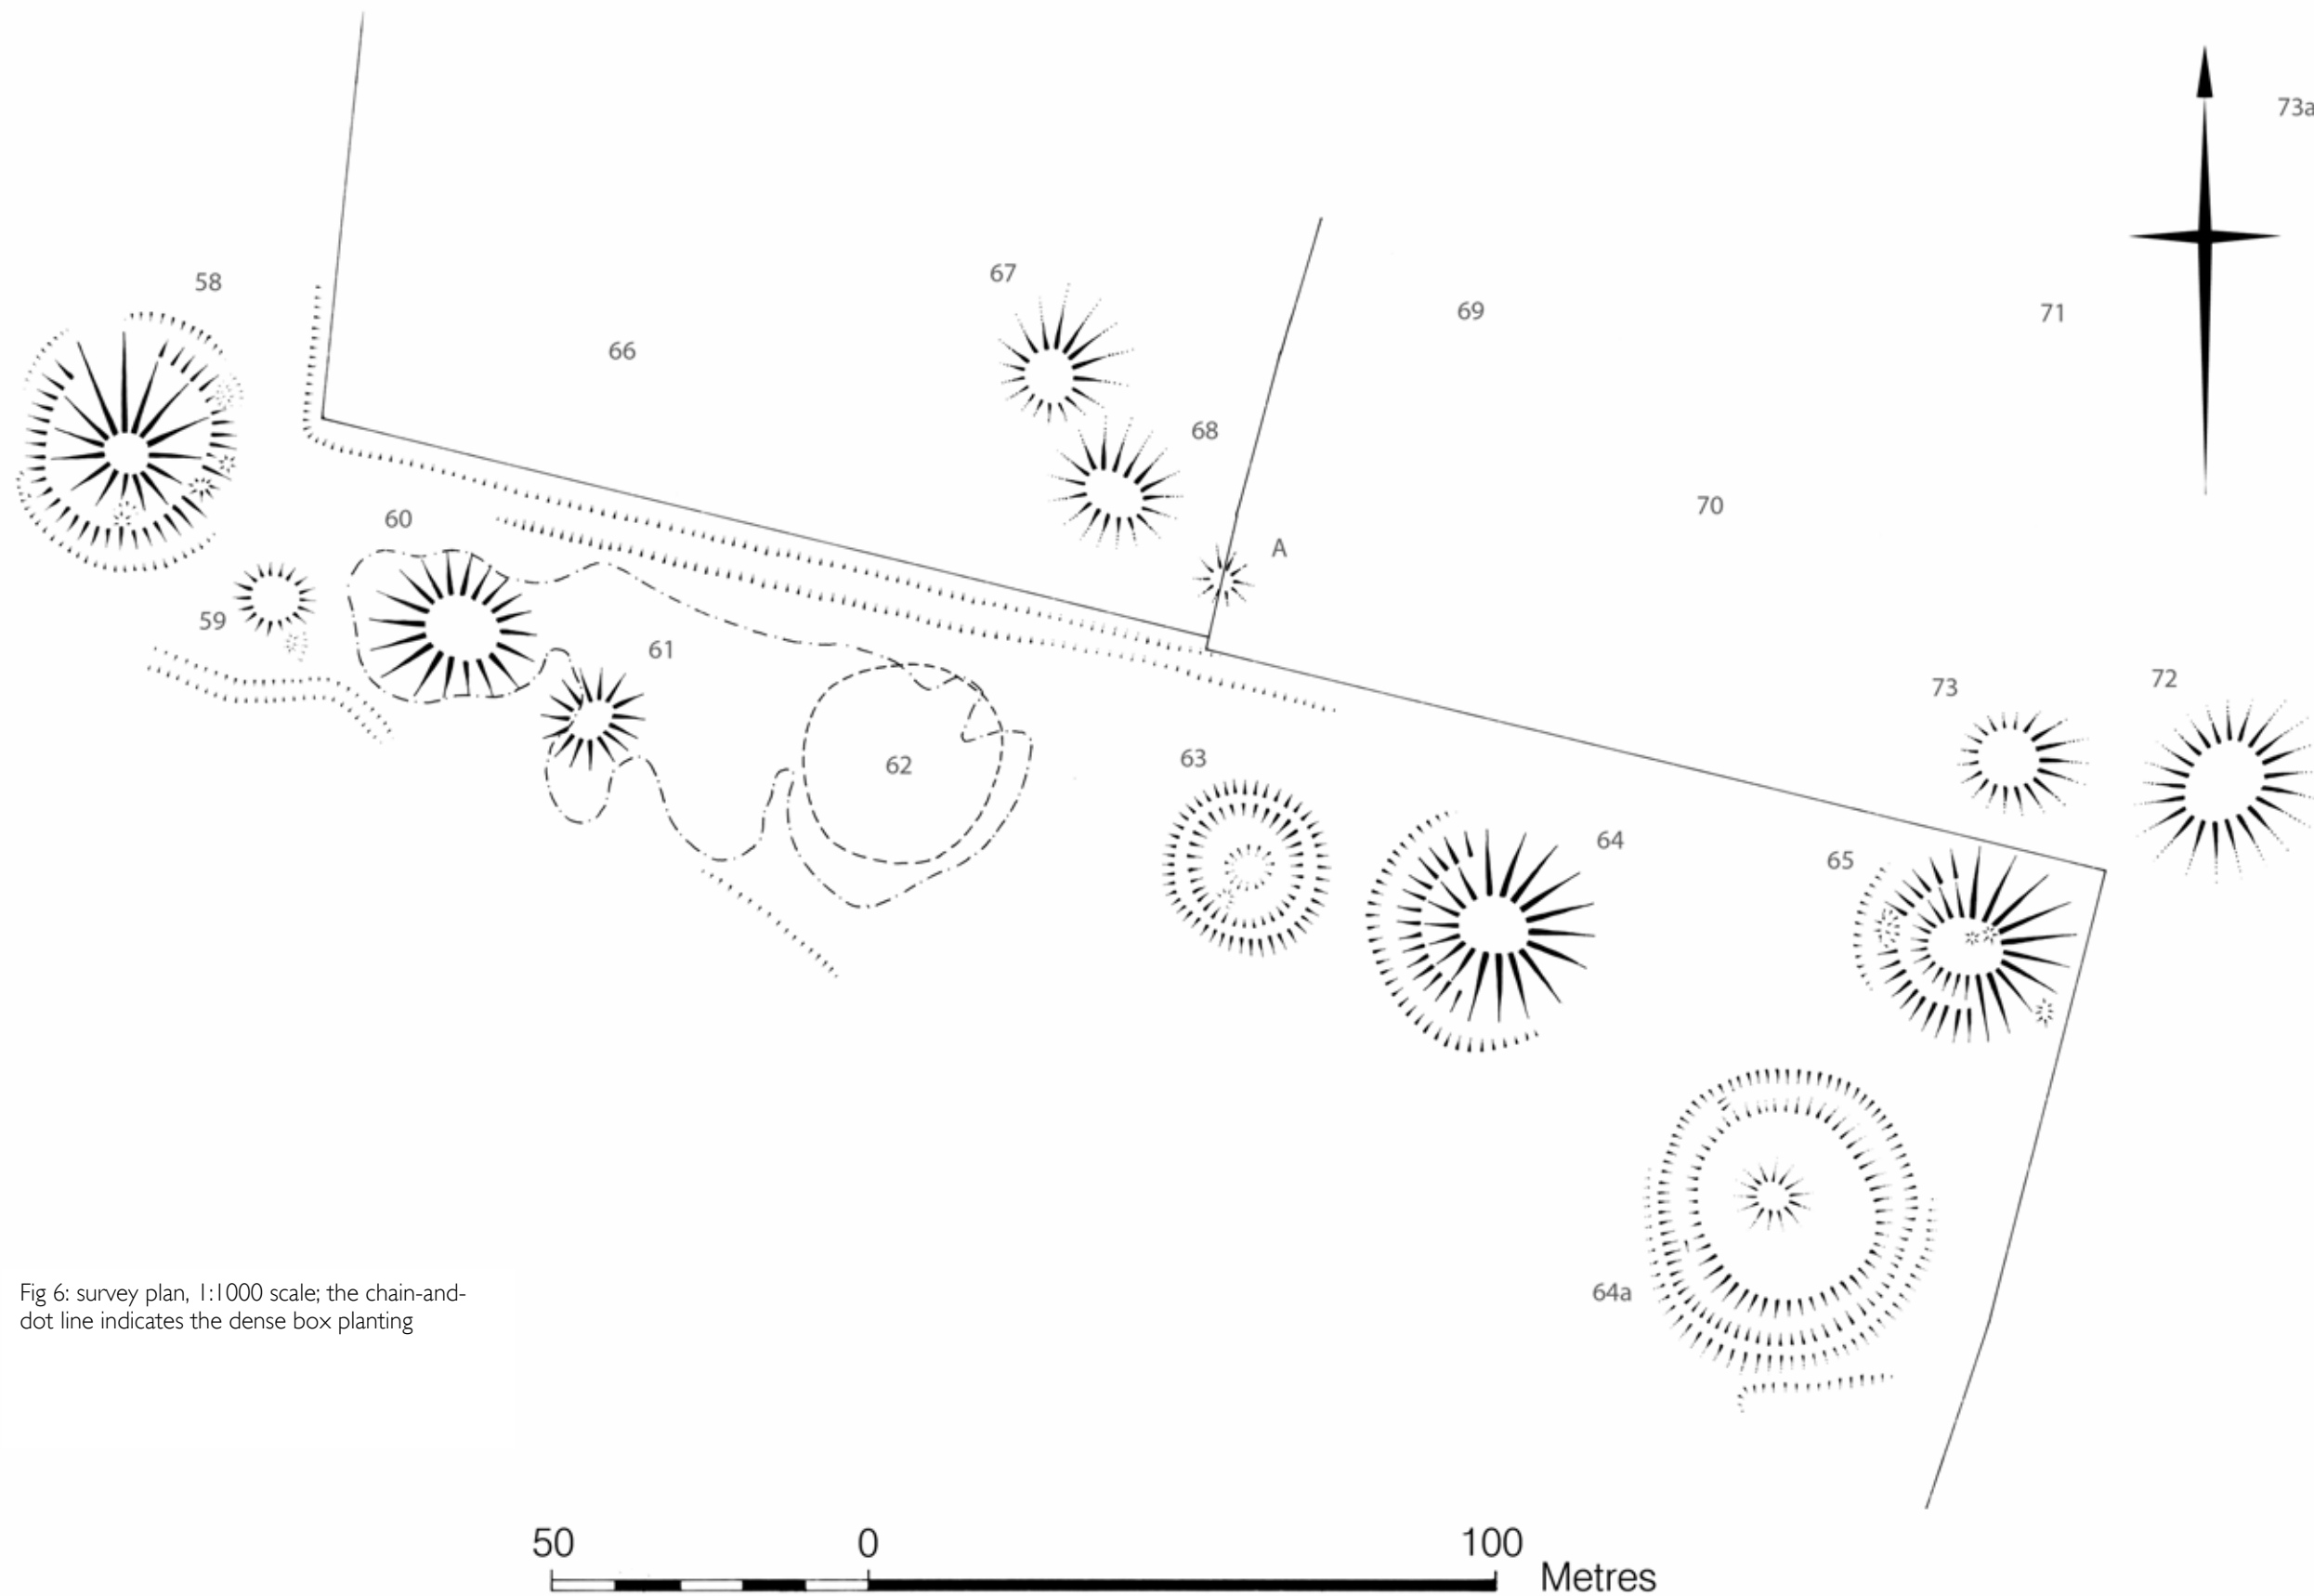 73a
58
67
69
71
66
68
70
60
A
59
61
73
72
62
63
64
65
64a
Fig 6: survey plan, 1:1000 scale; the chain-and-
dot line indicates the dense box planting
50 0 100
Metres